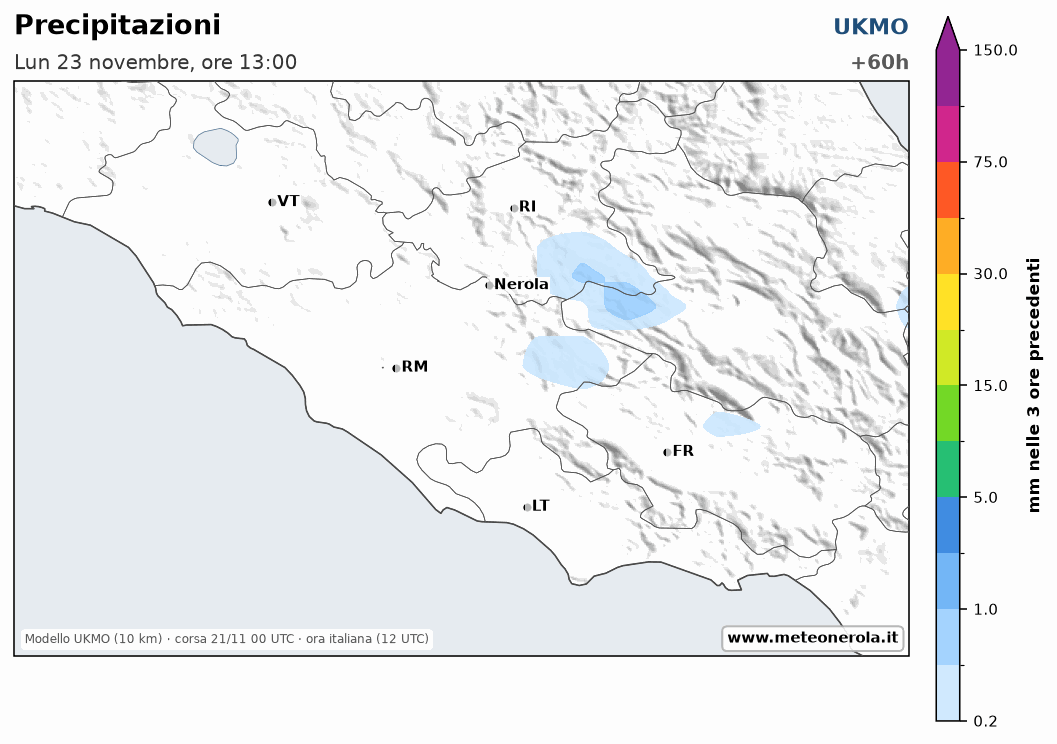 Precipitazioni
UKMO
Lun 23 novembre, ore 13:00
+60h
VT
RI
Nerola
RM
FR
LT
Modello UKMO (10 km) · corsa 21/11 00 UTC · ora italiana (12 UTC)
www.meteonerola.it
150.0
75.0
30.0
15.0
5.0
1.0
0.2
mm nelle 3 ore precedenti